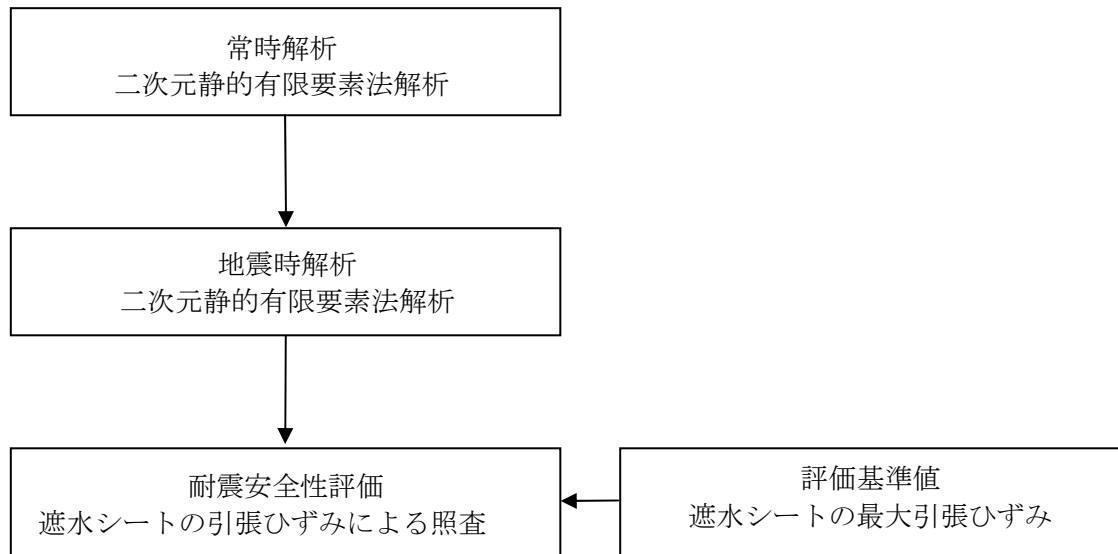 常時解析
二次元静的有限要素法解析
地震時解析
二次元静的有限要素法解析
耐震安全性評価
遮水シートの引張ひずみによる照査
評価基準値
遮水シートの最大引張ひずみ